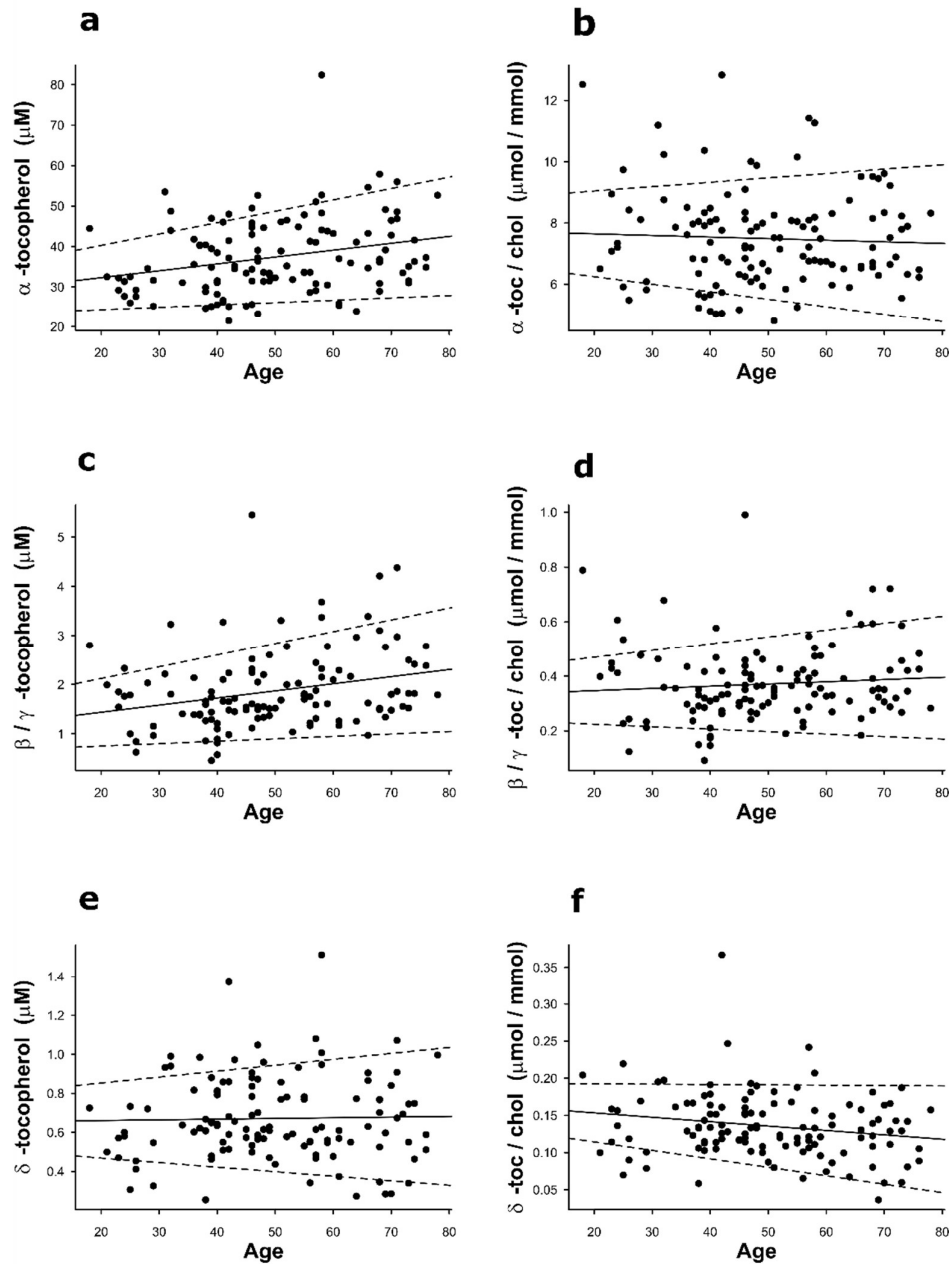 a
α -tocopherol (μM)
80
70
60
50
40
30
20
20 30 40 50 60 70 80
Age
b
α -toc / chol (μmol / mmol)
12
10
8
6
20 30 40 50 60 70 80
Age
c
β / γ -tocopherol (μM)
5
4
3
2
1
20 30 40 50 60 70 80
Age
d
β / γ -toc / chol (μmol / mmol)
1.0
0.8
0.6
0.4
0.2
20 30 40 50 60 70 80
Age
e
δ -tocopherol (μM)
1.4
1.2
1.0
0.8
0.6
0.4
20 30 40 50 60 70 80
Age
f
δ -toc / chol (μmol / mmol)
0.35
0.30
0.25
0.20
0.15
0.10
0.05
20 30 40 50 60 70 80
Age